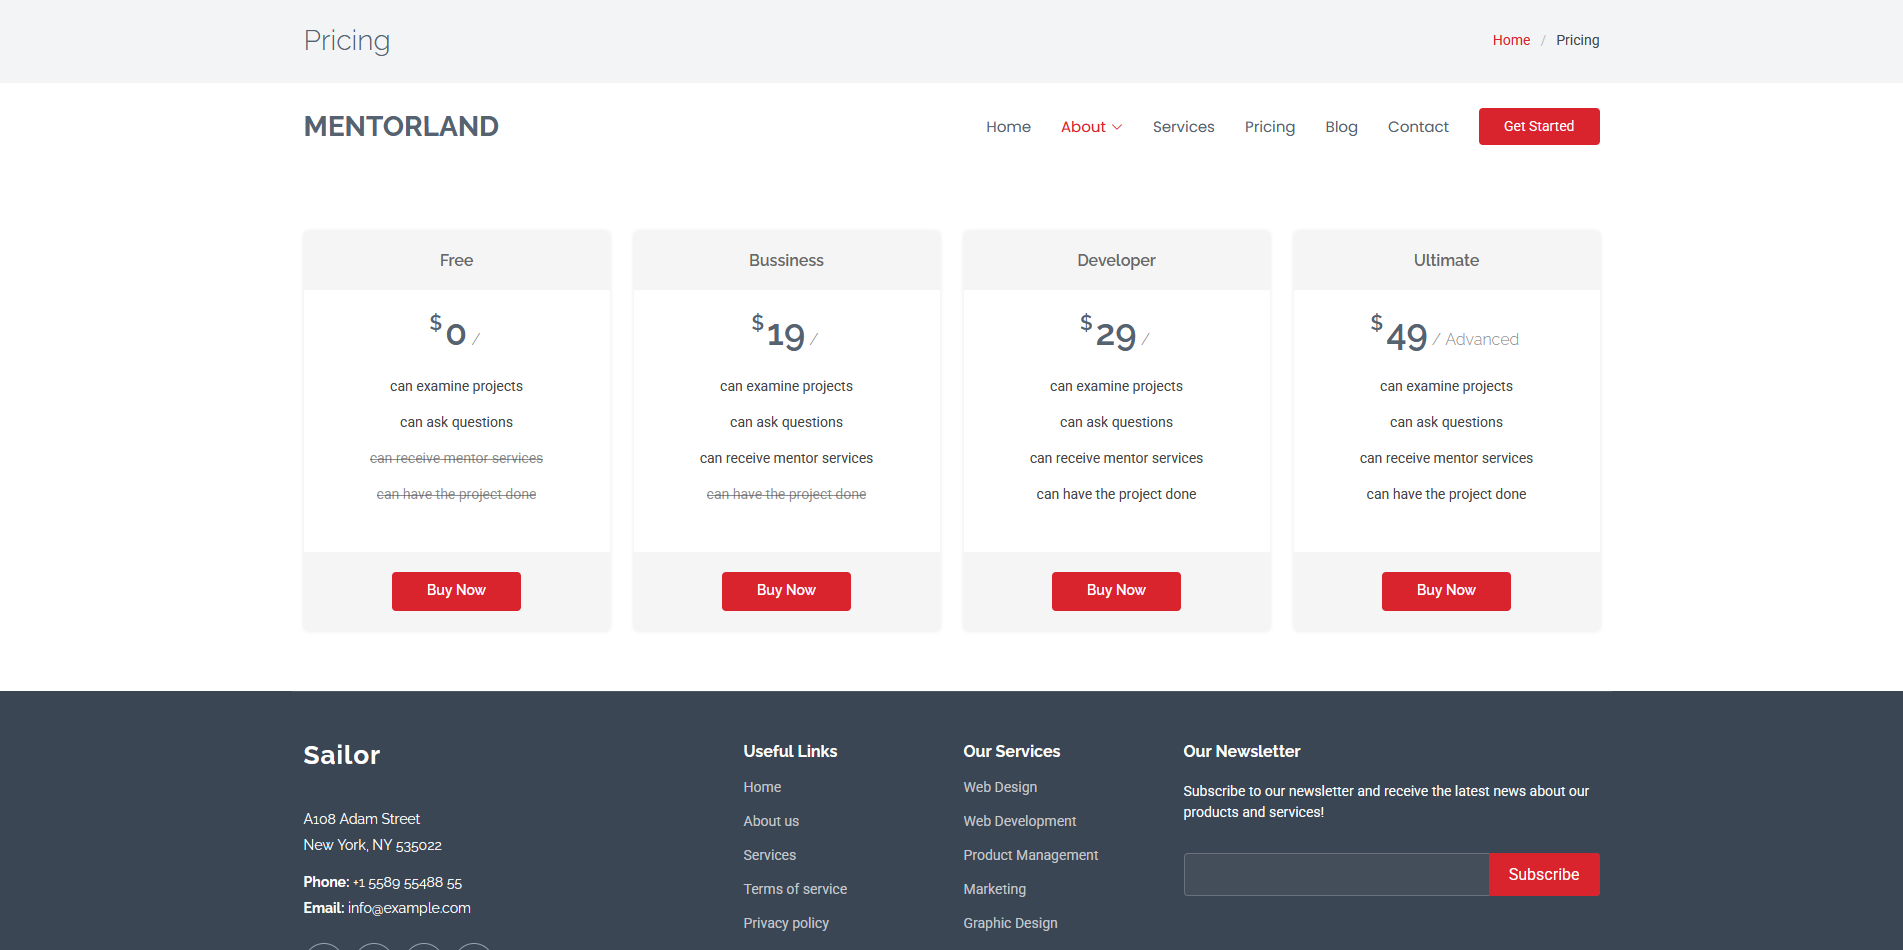 Pricing
Home / Pricing
MENTORLAND
Home About Services Pricing Blog Contact Get Started
Free
$0 /
can examine projects
can ask questions
can receive mentor services
can have the project done
Buy Now
Bussiness
$19 /
can examine projects
can ask questions
can receive mentor services
can have the project done
Buy Now
Developer
$29 /
can examine projects
can ask questions
can receive mentor services
can have the project done
Buy Now
Ultimate
$49 / Advanced
can examine projects
can ask questions
can receive mentor services
can have the project done
Buy Now
Sailor
A108 Adam Street
New York, NY 535022
Phone: +1 5589 55488 55
Email: info@example.com
Useful Links
Home
About us
Services
Terms of service
Privacy policy
Our Services
Web Design
Web Development
Product Management
Marketing
Graphic Design
Our Newsletter
Subscribe to our newsletter and receive the latest news about our
products and services!
Subscribe